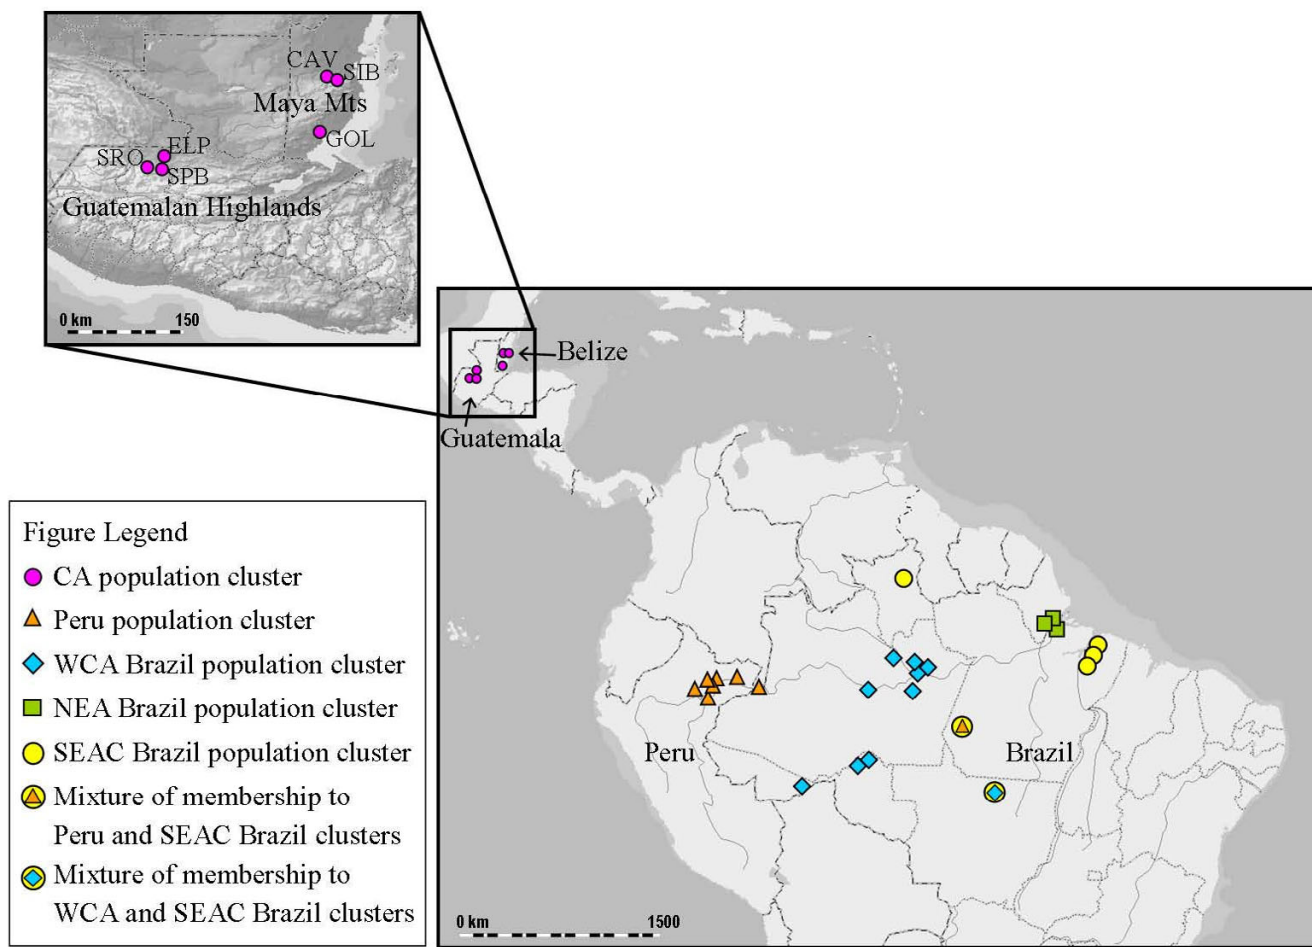 CAV
SIB
Maya Mts
GOL
ELP
SRO
SPB
Guatemalan Highlands
0 km 150
Belize
Guatemala
Peru
Brazil
0 km 1500
Figure Legend
CA population cluster
Peru population cluster
WCA Brazil population cluster
NEA Brazil population cluster
SEAC Brazil population cluster
Mixture of membership to
Peru and SEAC Brazil clusters
Mixture of membership to
WCA and SEAC Brazil clusters